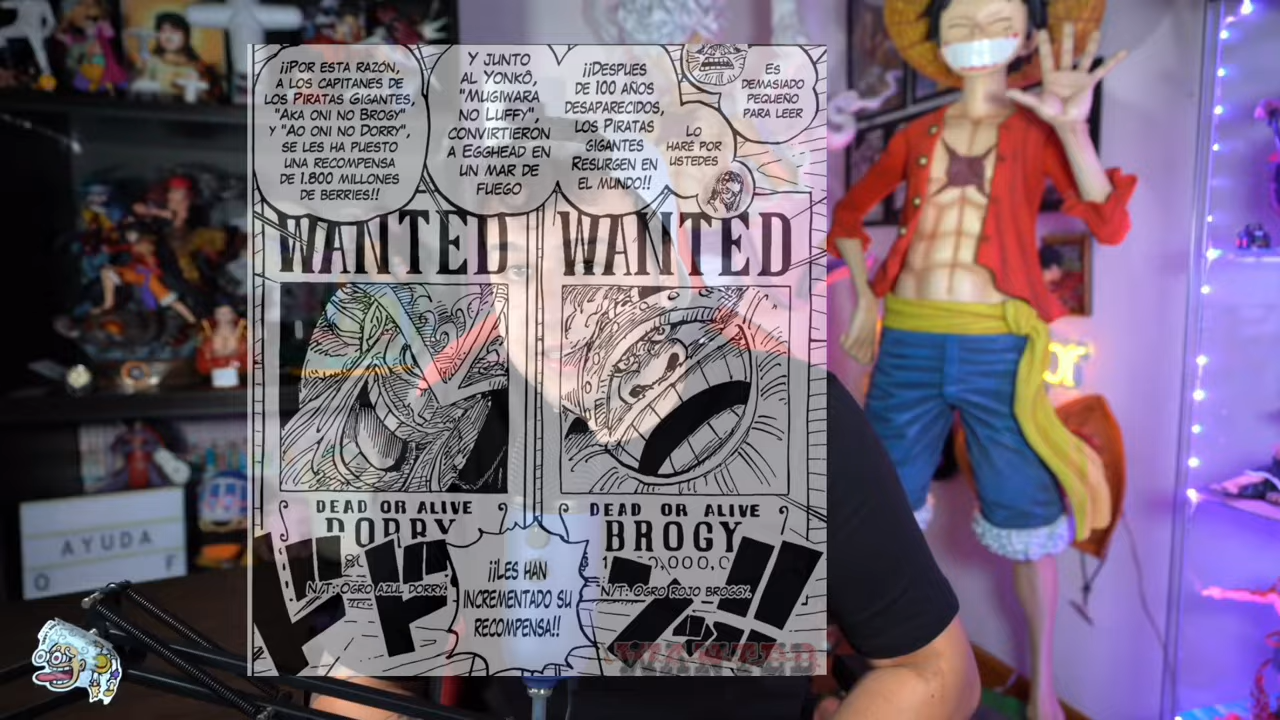 ¡¡POR ESTA RAZÓN,
A LOS CAPITANES DE
LOS PIRATAS GIGANTES,
"AKA ONI NO BROGY"
Y "AO ONI NO DORRY",
SE LES HA PUESTO
UNA RECOMPENSA
DE 1.800 MILLONES
DE BERRIES!!
Y JUNTO
AL YONKŌ,
"MUGIWARA
NO LUFFY",
CONVIRTIERON
A EGGHEAD EN
UN MAR DE
FUEGO
¡¡DESPUES
DE 100 AÑOS
DESAPARECIDOS,
LOS PIRATAS
GIGANTES
RESURGEN EN
EL MUNDO!!
ES
DEMASIADO
PEQUEÑO
PARA LEER
LO
HARÉ POR
USTEDES
WANTED
WANTED
DEAD OR ALIVE
DORRY
DEAD OR ALIVE
BROGY
N/T: OGRO AZUL DORRY.
N/T: OGRO ROJO BROGGY.
¡¡LES HAN
INCREMENTADO SU
RECOMPENSA!!
ドド
WANTED
AYUDA